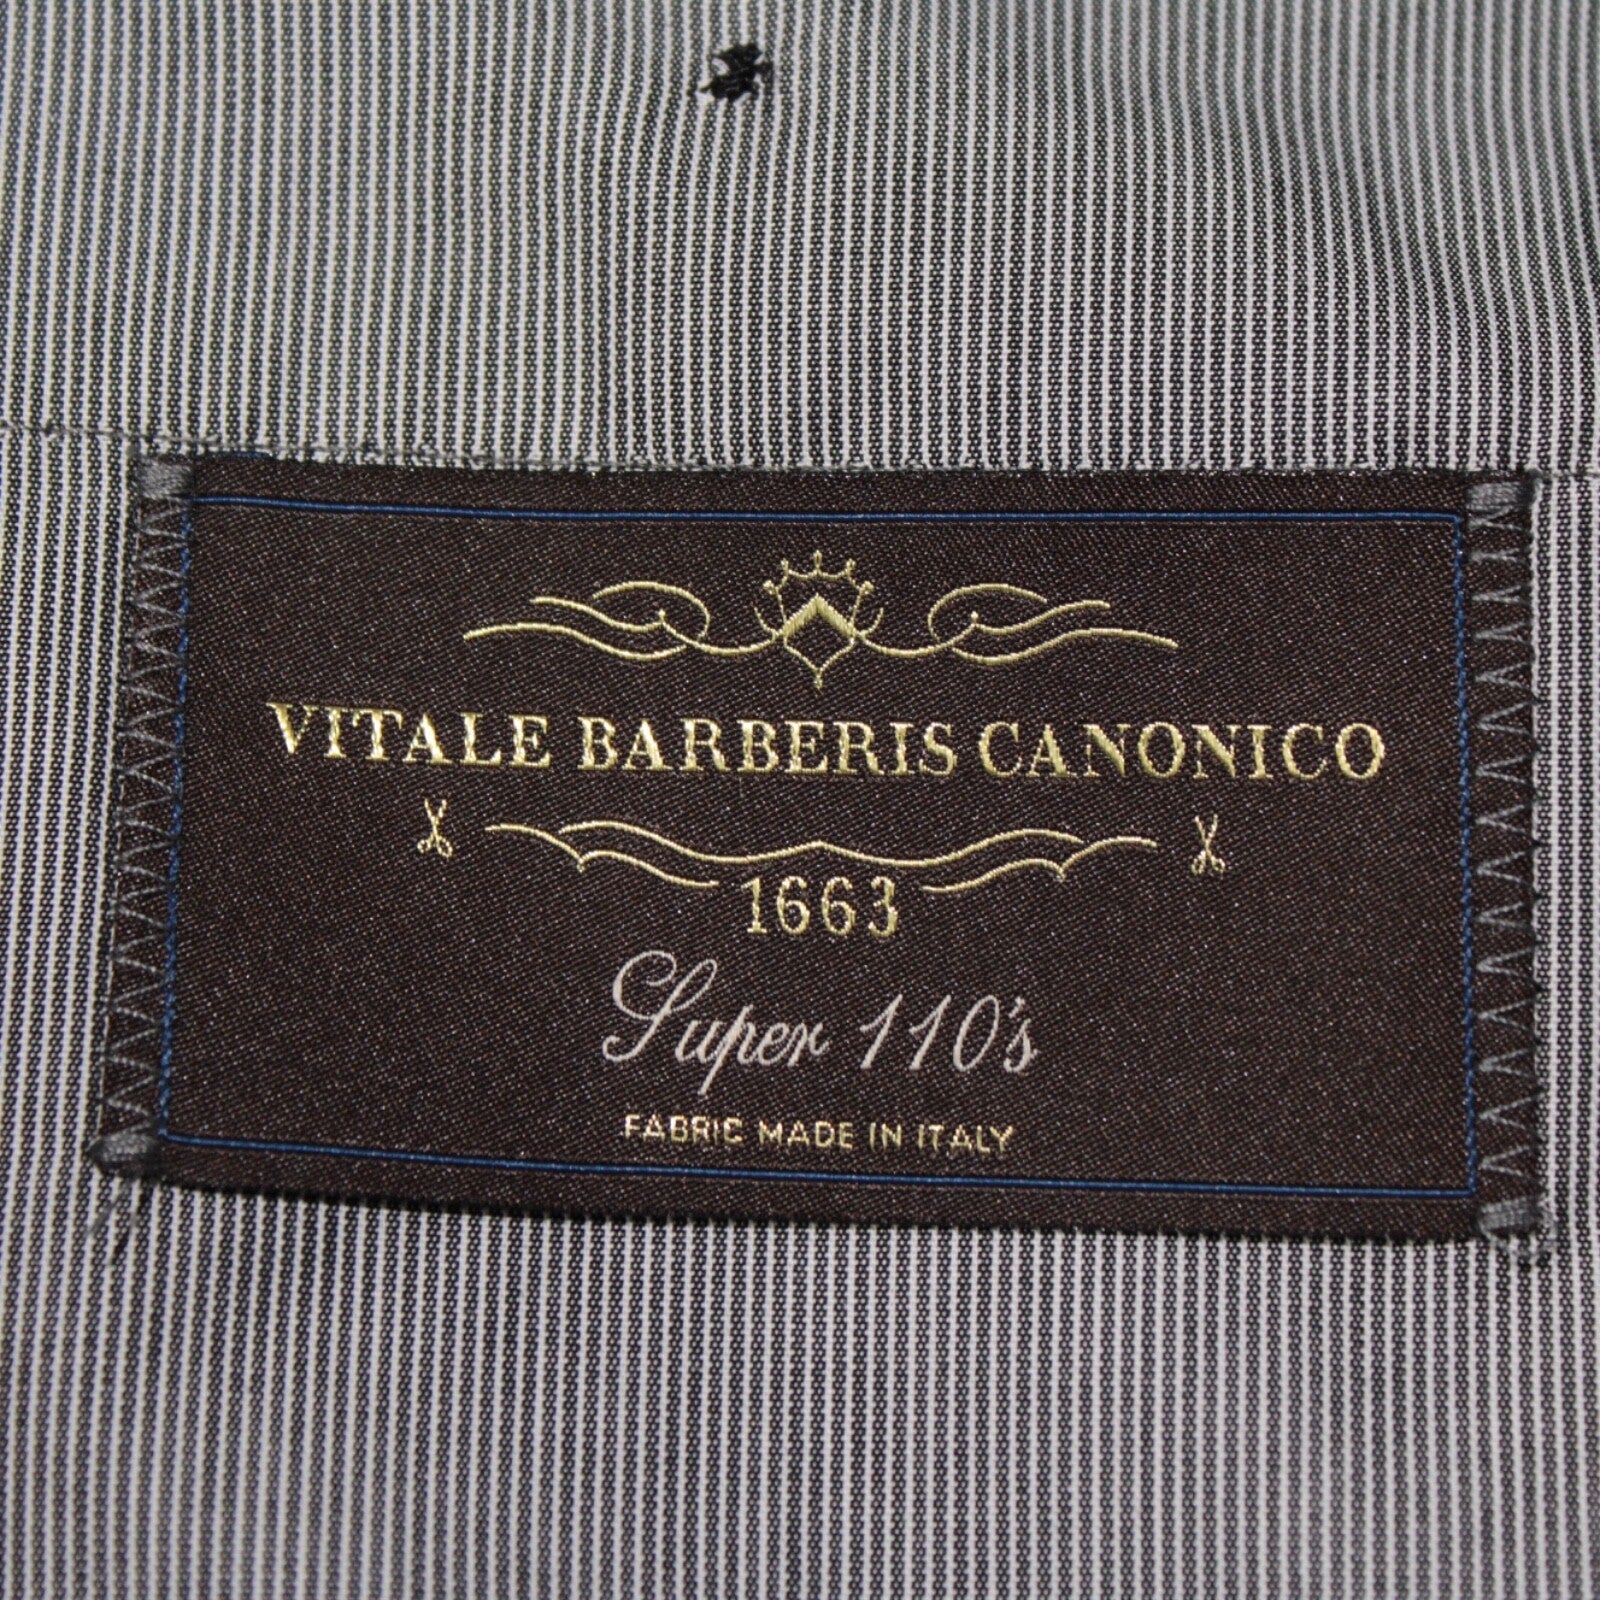 VITALE BARBERIS CANONICO
1663
Super 110's
FABRIC MADE IN ITALY